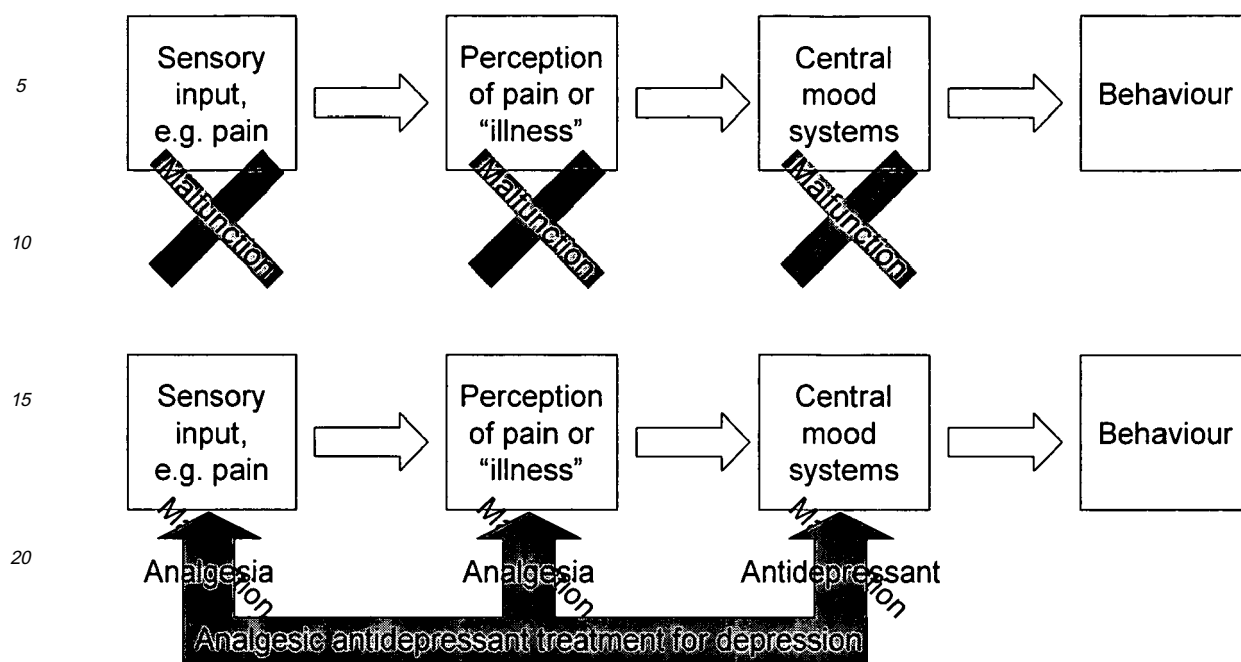 Sensory
input,
e.g. pain
Perception
of pain or
“illness”
Central
mood
systems
Behaviour
5
Malfunction
Malfunction
Malfunction
10
Sensory
input,
e.g. pain
Perception
of pain or
“illness”
Central
mood
systems
Behaviour
15
Analgesia
Analgesia
Antidepressant
20
Analgesic antidepressant treatment for depression